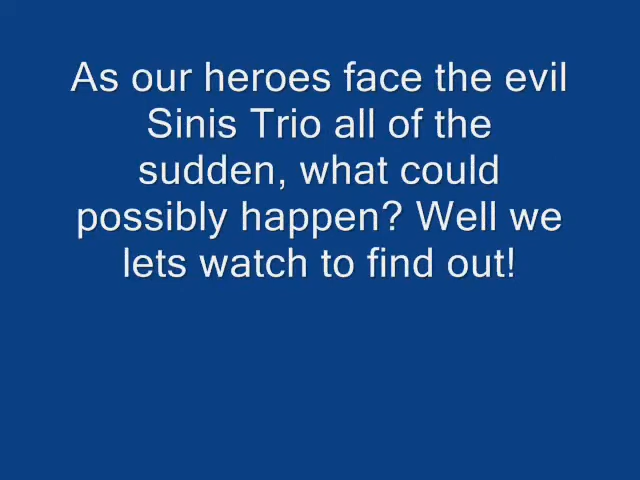 As our heroes face the evil
Sinis Trio all of the
sudden, what could
possibly happen? Well we
lets watch to find out!